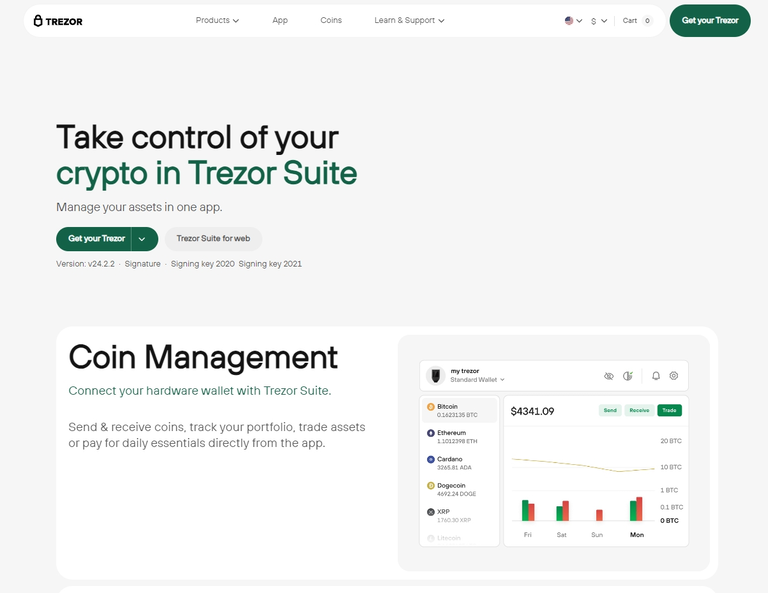 TREZOR
Products
App
Coins
Learn & Support
$
Cart 0
Get your Trezor
Take control of your
crypto in Trezor Suite
Manage your assets in one app.
Get your Trezor
Trezor Suite for web
Version: v24.2.2 · Signature · Signing key 2020 Signing key 2021
Coin Management
Connect your hardware wallet with Trezor Suite.
Send & receive coins, track your portfolio, trade assets
or pay for daily essentials directly from the app.
my trezor
Standard Wallet
Bitcoin
0.1623135 BTC
Ethereum
1.1012398 ETH
Cardano
3265.81 ADA
Dogecoin
4692.24 DOGE
XRP
1760.30 XRP
Litecoin
$4341.09
Send
Receive
Trade
20 BTC
10 BTC
1 BTC
0.1 BTC
0 BTC
Fri
Sat
Sun
Mon